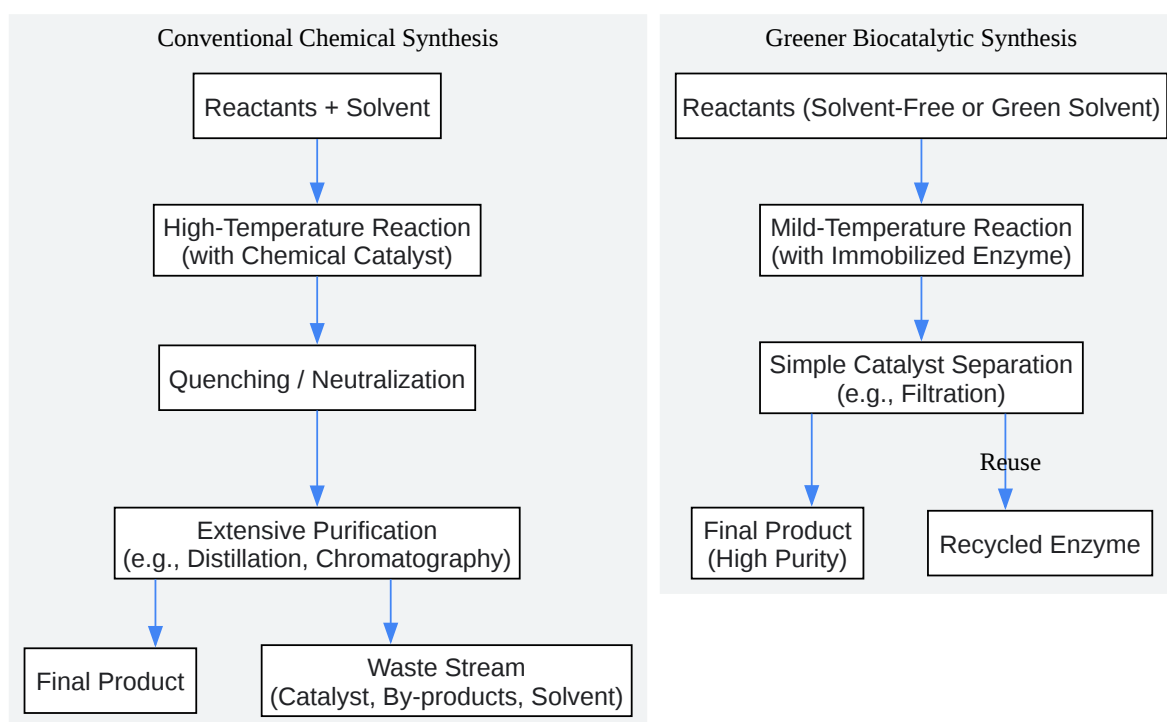 Conventional Chemical Synthesis
Reactants + Solvent
High-Temperature Reaction
(with Chemical Catalyst)
Quenching / Neutralization
Extensive Purification
(e.g., Distillation, Chromatography)
Final Product
Waste Stream
(Catalyst, By-products, Solvent)
Greener Biocatalytic Synthesis
Reactants (Solvent-Free or Green Solvent)
Mild-Temperature Reaction
(with Immobilized Enzyme)
Simple Catalyst Separation
(e.g., Filtration)
Reuse
Final Product
(High Purity)
Recycled Enzyme